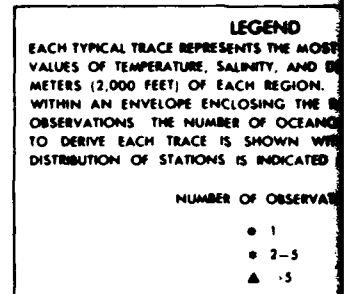 LEGEND
EACH TYPICAL TRACE REPRESENTS THE MOST
VALUES OF TEMPERATURE, SALINITY, AND
METERS (2,000 FEET) OF EACH REGION.
WITHIN AN ENVELOPE ENCLOSING THE
OBSERVATIONS THE NUMBER OF
TO DERIVE EACH TRACE IS SHOWN
DISTRIBUTION OF STATIONS IS INDICATED
NUMBER OF
1
2-5
>5